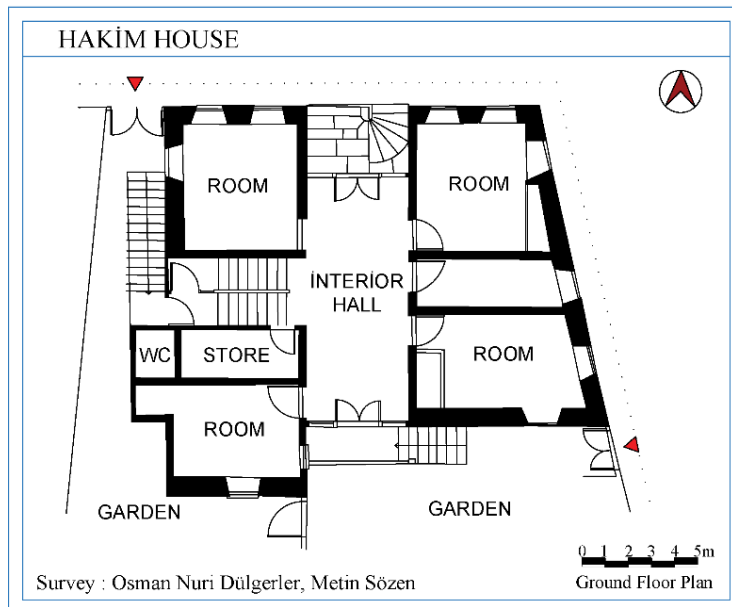 HAKİM HOUSE
ROOM
ROOM
İNTERİOR
HALL
WC
STORE
ROOM
ROOM
GARDEN
GARDEN
0 1 2 3 4 5m
Survey : Osman Nuri Dülgerler, Metin Sözen
Ground Floor Plan